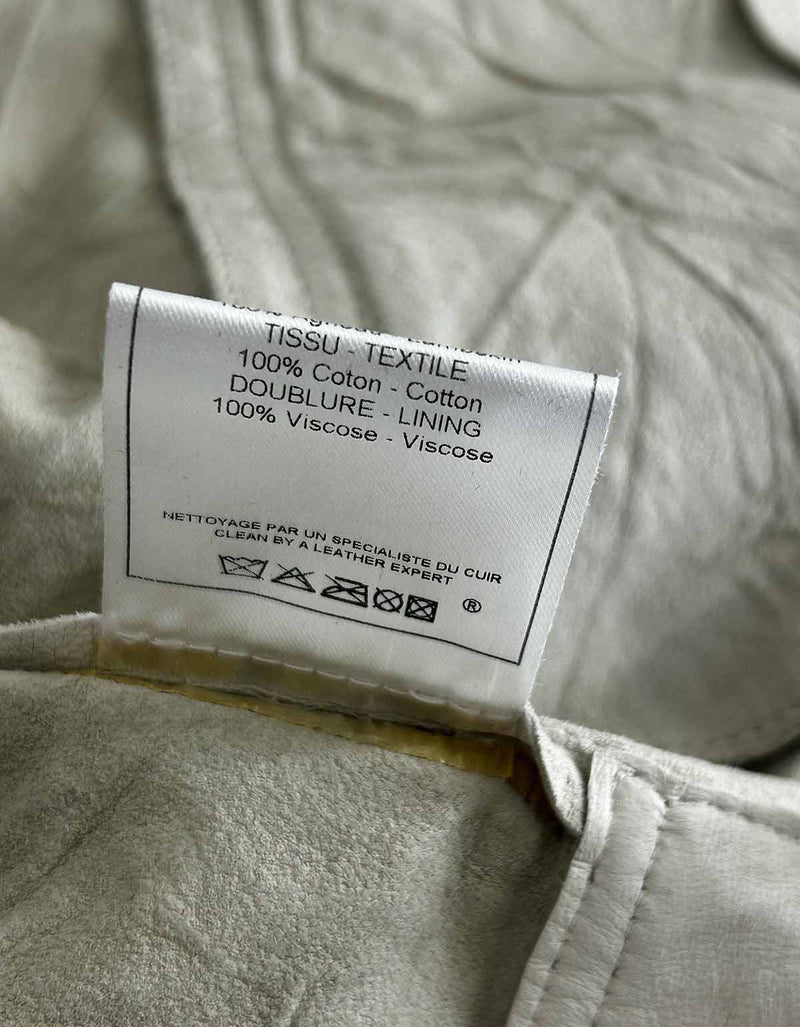 TISSU - TEXTILE
100% Coton - Cotton
DOUBLURE - LINING
100% Viscose - Viscose
NETTOYAGE PAR UN SPECIALISTE DU CUIR
CLEAN BY A LEATHER EXPERT
®